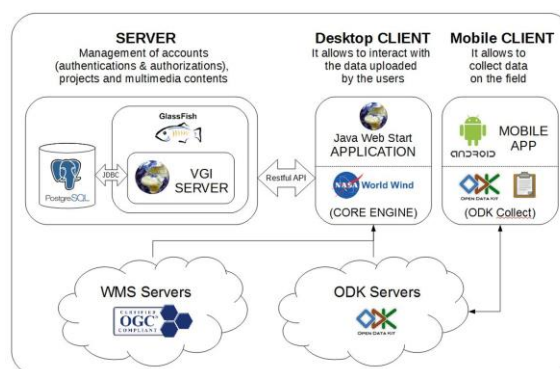 SERVER
Management of accounts
(authentications & authorizations),
projects and multimedia contents
Desktop CLIENT
It allows to interact with
the data uploaded
by the users
Mobile CLIENT
It allows to
collect data
on the field
GlassFish
PostgreSQL
JDBC
VGI
SERVER
Restful API
Java Web Start
APPLICATION
NASA World Wind
(CORE ENGINE)
ANDROID
MOBILE
APP
OPEN DATA KIT
(ODK Collect)
WMS Servers
CERTIFIED
OGC
COMPLIANT
ODK Servers
OPEN DATA KIT